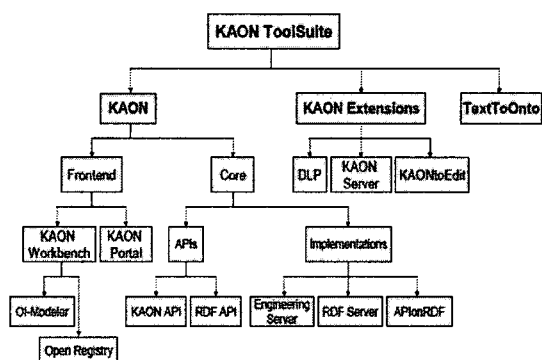 KAON ToolSuite
KAON
KAON Extensions
TextToOnto
Frontend
Core
DLP
KAON
Server
KAONtoEdit
KAON
Workbench
KAON
Portal
APIs
Implementations
OI-Modeler
Open Registry
KAON API
RDF API
Engineering
Server
RDF Server
APIonRDF